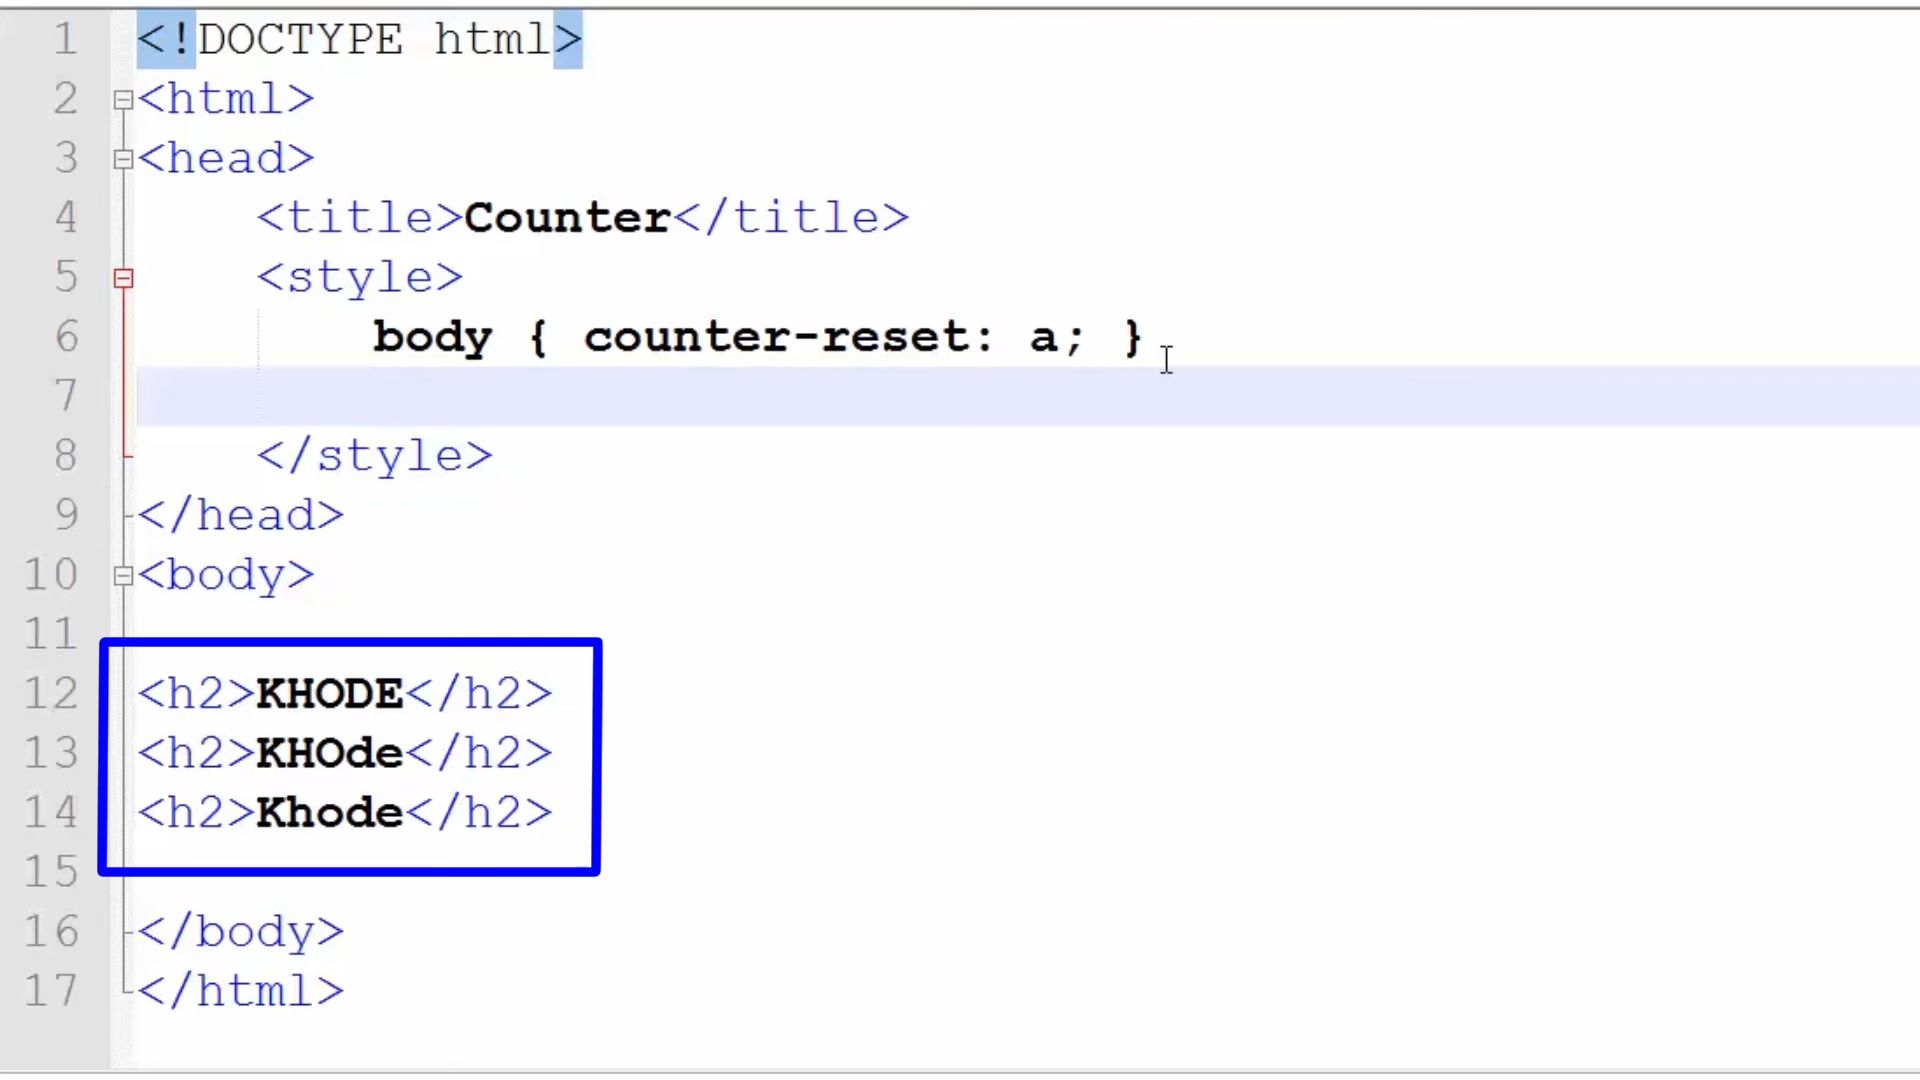 1 <!DOCTYPE html>
2 <html>
3 <head>
4 <title>Counter</title>
5 <style>
6 body { counter-reset: a; }
7
8 </style>
9 </head>
10 <body>
11
12 <h2>KHODE</h2>
13 <h2>KHOde</h2>
14 <h2>Khode</h2>
15
16 </body>
17 </html>